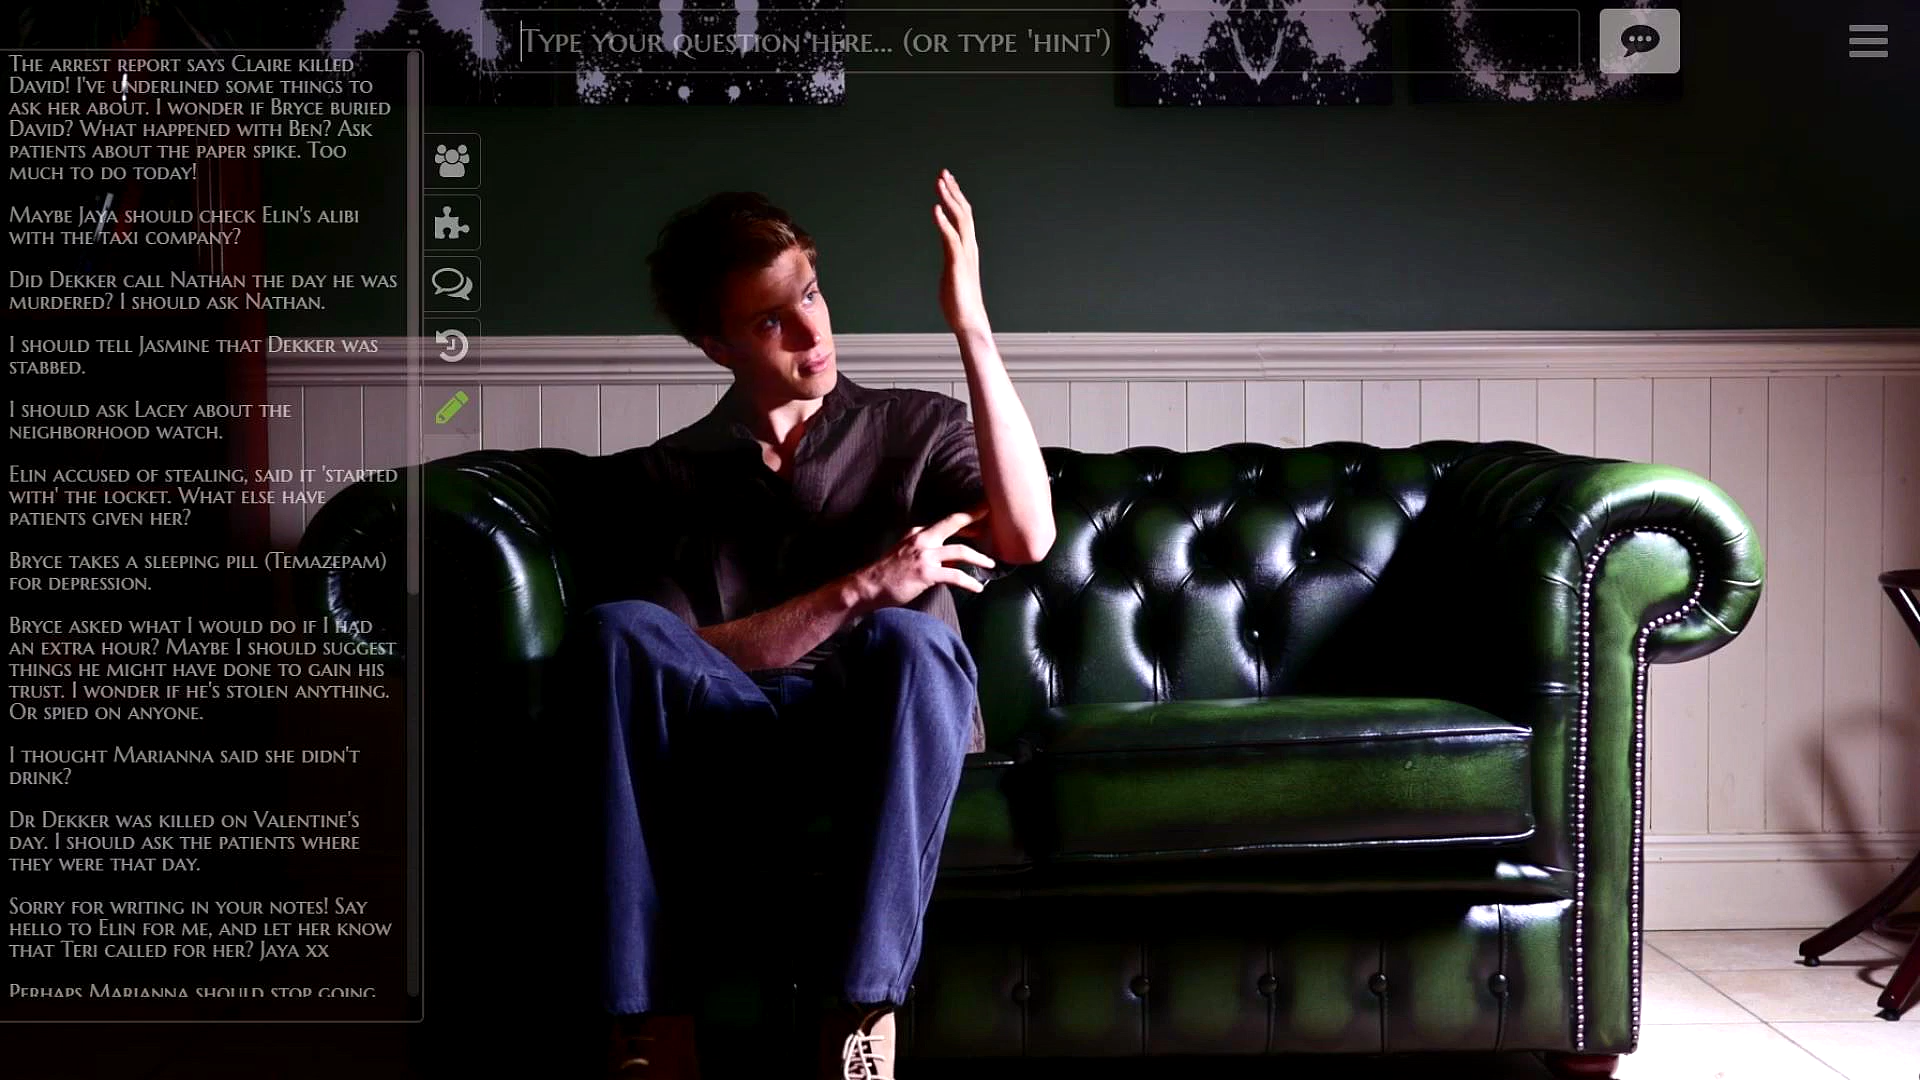 Type your question here... (or type 'hint')
The arrest report says Claire killed
David! I've underlined some things to
ask her about. I wonder if Bryce buried
David? What happened with Ben? Ask
patients about the paper spike. Too
much to do today!
Maybe Jaya should check Elin's alibi
with the taxi company?
Did Dekker call Nathan the day he was
murdered? I should ask Nathan.
I should tell Jasmine that Dekker was
stabbed.
I should ask Lacey about the
neighborhood watch.
Elin accused of stealing, said it 'started
with' the locket. What else have
patients given her?
Bryce takes a sleeping pill (Temazepam)
for depression.
Bryce asked what I would do if I had
an extra hour? Maybe I should suggest
things he might have done to gain his
trust. I wonder if he's stolen anything.
Or spied on anyone.
I thought Marianna said she didn't
drink?
Dr Dekker was killed on Valentine's
day. I should ask the patients where
they were that day.
Sorry for writing in your notes! Say
hello to Elin for me, and let her know
that Teri called for her? Jaya xx
Perhaps Marianna should stop going